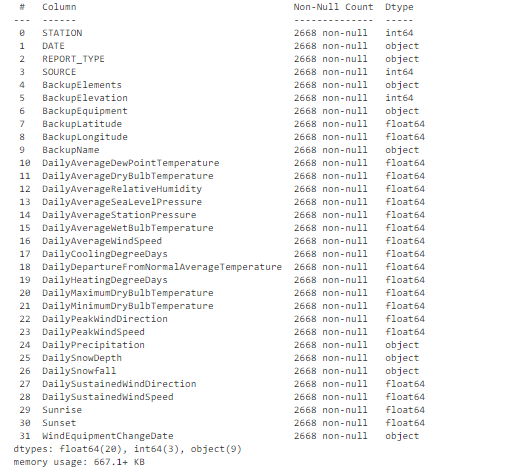 #   Column                                      Non-Null Count  Dtype
---  ------                                      --------------  -----
 0   STATION                                     2668 non-null   int64
 1   DATE                                        2668 non-null   object
 2   REPORT_TYPE                                 2668 non-null   object
 3   SOURCE                                      2668 non-null   int64
 4   BackupElements                              2668 non-null   object
 5   BackupElevation                             2668 non-null   int64
 6   BackupEquipment                             2668 non-null   object
 7   BackupLatitude                              2668 non-null   float64
 8   BackupLongitude                             2668 non-null   float64
 9   BackupName                                  2668 non-null   object
 10  DailyAverageDewPointTemperature             2668 non-null   float64
 11  DailyAverageDryBulbTemperature              2668 non-null   float64
 12  DailyAverageRelativeHumidity                2668 non-null   float64
 13  DailyAverageSeaLevelPressure                2668 non-null   float64
 14  DailyAverageStationPressure                 2668 non-null   float64
 15  DailyAverageWetBulbTemperature              2668 non-null   float64
 16  DailyAverageWindSpeed                       2668 non-null   float64
 17  DailyCoolingDegreeDays                      2668 non-null   float64
 18  DailyDepartureFromNormalAverageTemperature  2668 non-null   float64
 19  DailyHeatingDegreeDays                      2668 non-null   float64
 20  DailyMaximumDryBulbTemperature              2668 non-null   float64
 21  DailyMinimumDryBulbTemperature              2668 non-null   float64
 22  DailyPeakWindDirection                      2668 non-null   float64
 23  DailyPeakWindSpeed                          2668 non-null   float64
 24  DailyPrecipitation                          2668 non-null   object
 25  DailySnowDepth                              2668 non-null   object
 26  DailySnowfall                               2668 non-null   object
 27  DailySustainedWindDirection                 2668 non-null   float64
 28  DailySustainedWindSpeed                     2668 non-null   float64
 29  Sunrise                                     2668 non-null   float64
 30  Sunset                                      2668 non-null   float64
 31  WindEquipmentChangeDate                     2668 non-null   object
dtypes: float64(20), int64(3), object(9)
memory usage: 667.1+ KB